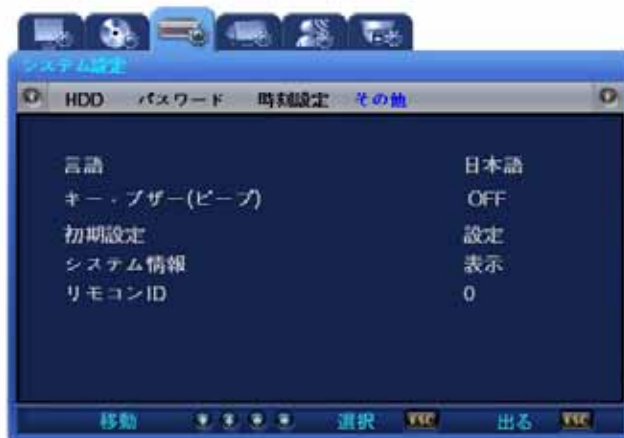 システム設定
HDD パスワード 時刻設定 その他
言語 日本語
キー・ブザー(ビープ) OFF
初期設定 設定
システム情報 表示
リモコンID 0
移動 選択 ESC 出る ESC